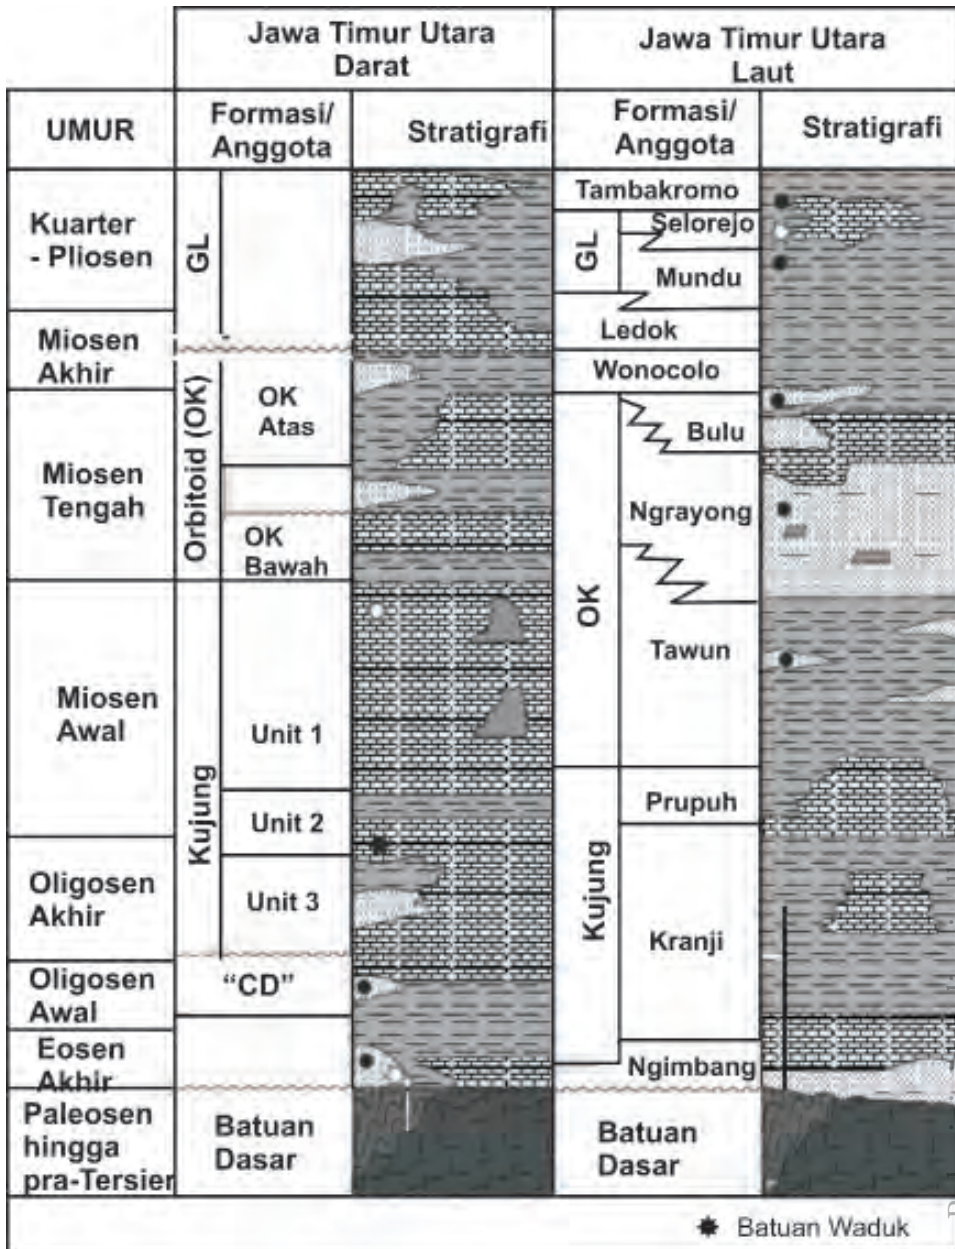 Jawa Timur Utara
Darat
Jawa Timur Utara
Laut
UMUR
Formasi/
Anggota
Stratigrafi
Formasi/
Anggota
Stratigrafi
Kuarter
- Pliosen
Miosen
Akhir
Miosen
Tengah
Miosen
Awal
Oligosen
Akhir
Oligosen
Awal
Eosen
Akhir
Paleosen
hingga
pra-Tersier
GL
Orbitoid (OK)
Kujung
OK
Atas
OK
Bawah
Unit 1
Unit 2
Unit 3
“CD”
Batuan
Dasar
GL
OK
Kujung
Tambakromo
Selorejo
Mundu
Ledok
Wonocolo
Bulu
Ngrayong
Tawun
Prupuh
Kranji
Ngimbang
Batuan
Dasar
Batuan Waduk